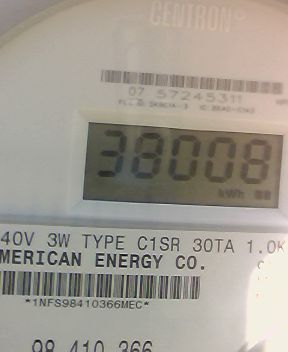 CENTRON®
07 57245311
38008
kWh
40V 3W TYPE C1SR 30TA 1.0K
MERICAN ENERGY CO.
*1NFS98410366MEC*
98 410 366